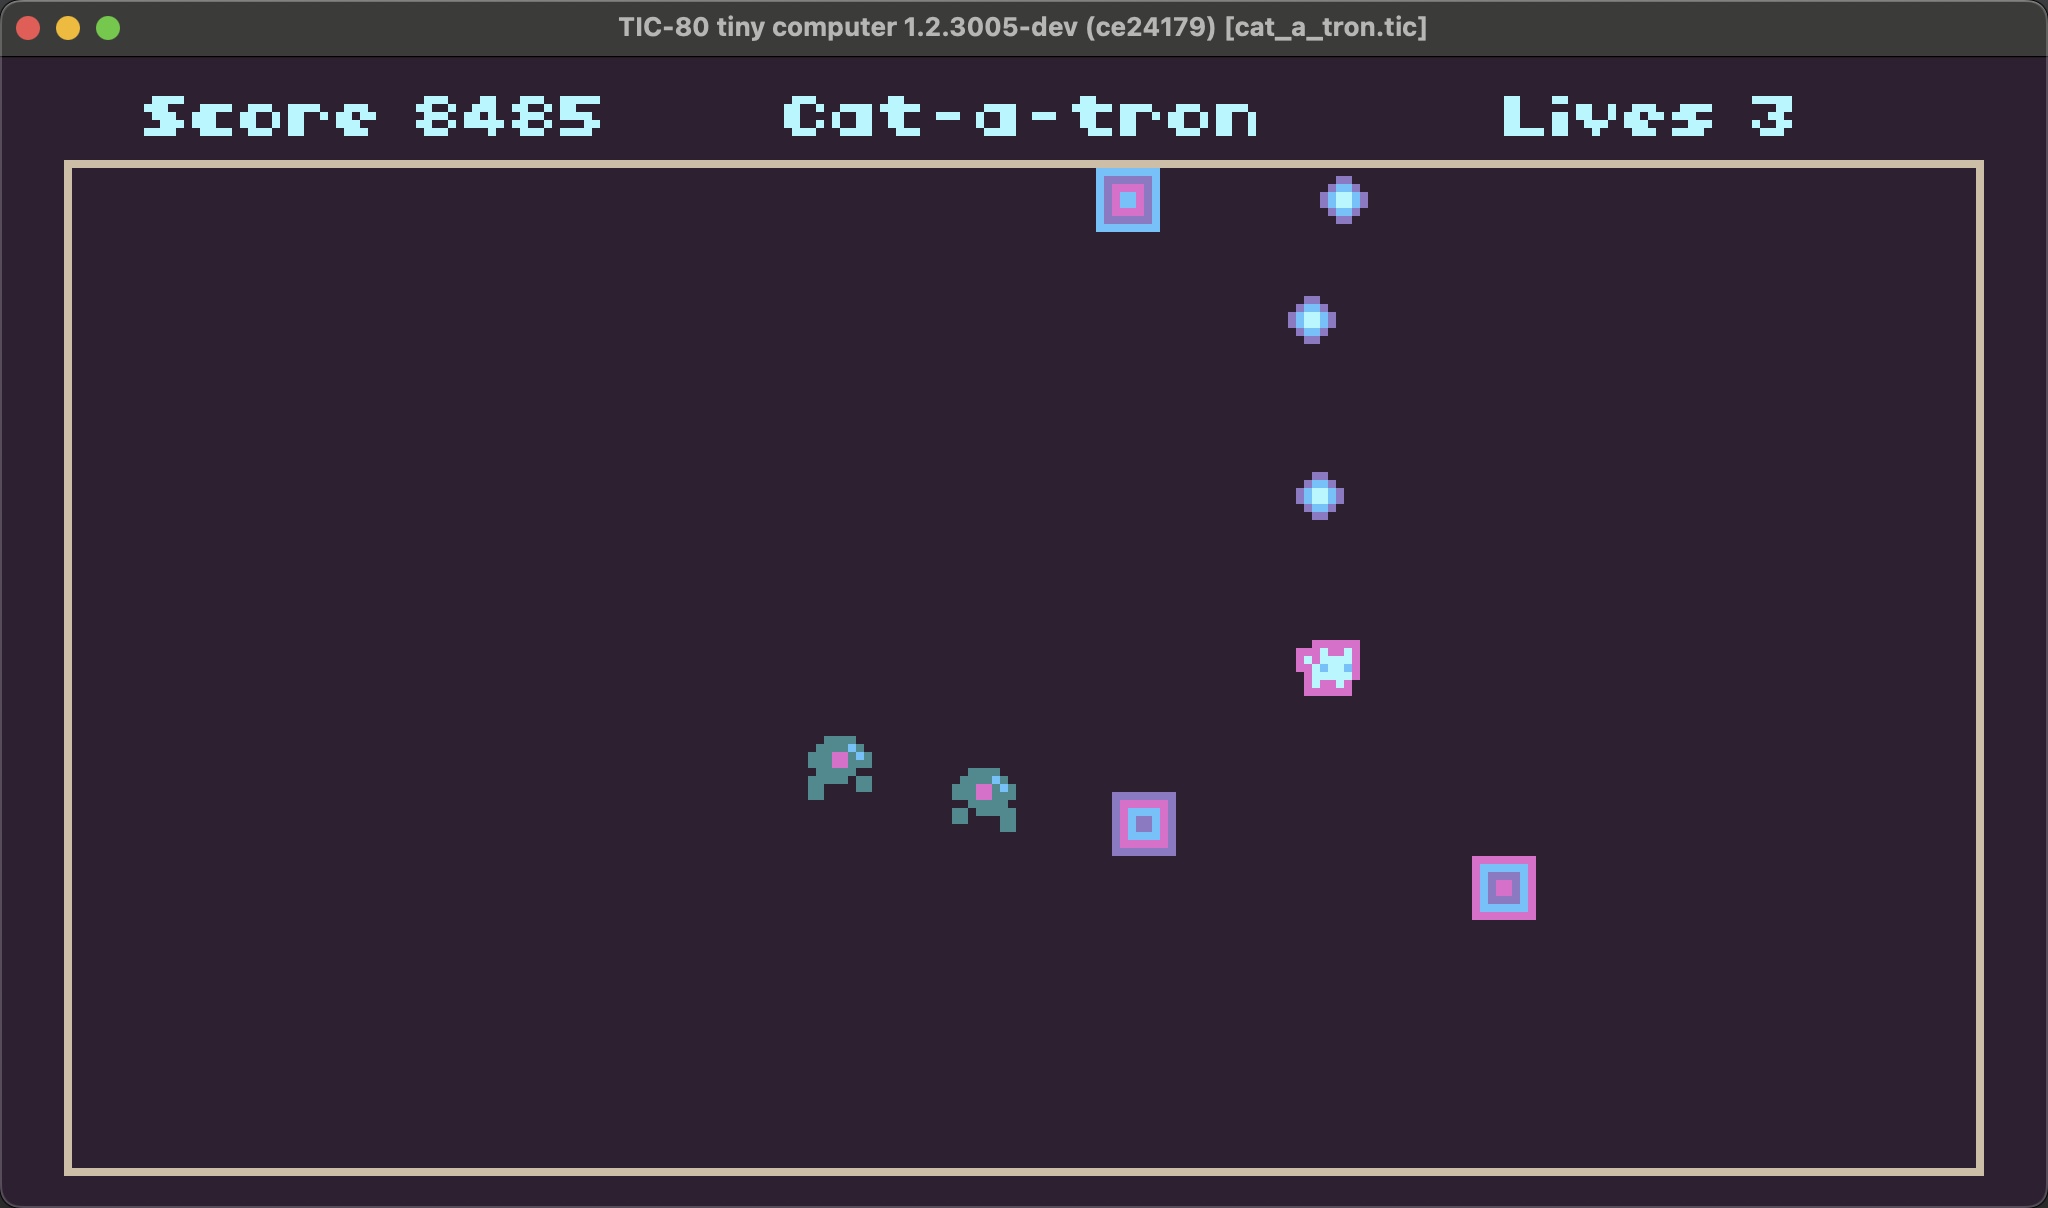 TIC-80 tiny computer 1.2.3005-dev (ce24179) [cat_a_tron.tic]
Score 8485 Cat-a-tron Lives 3